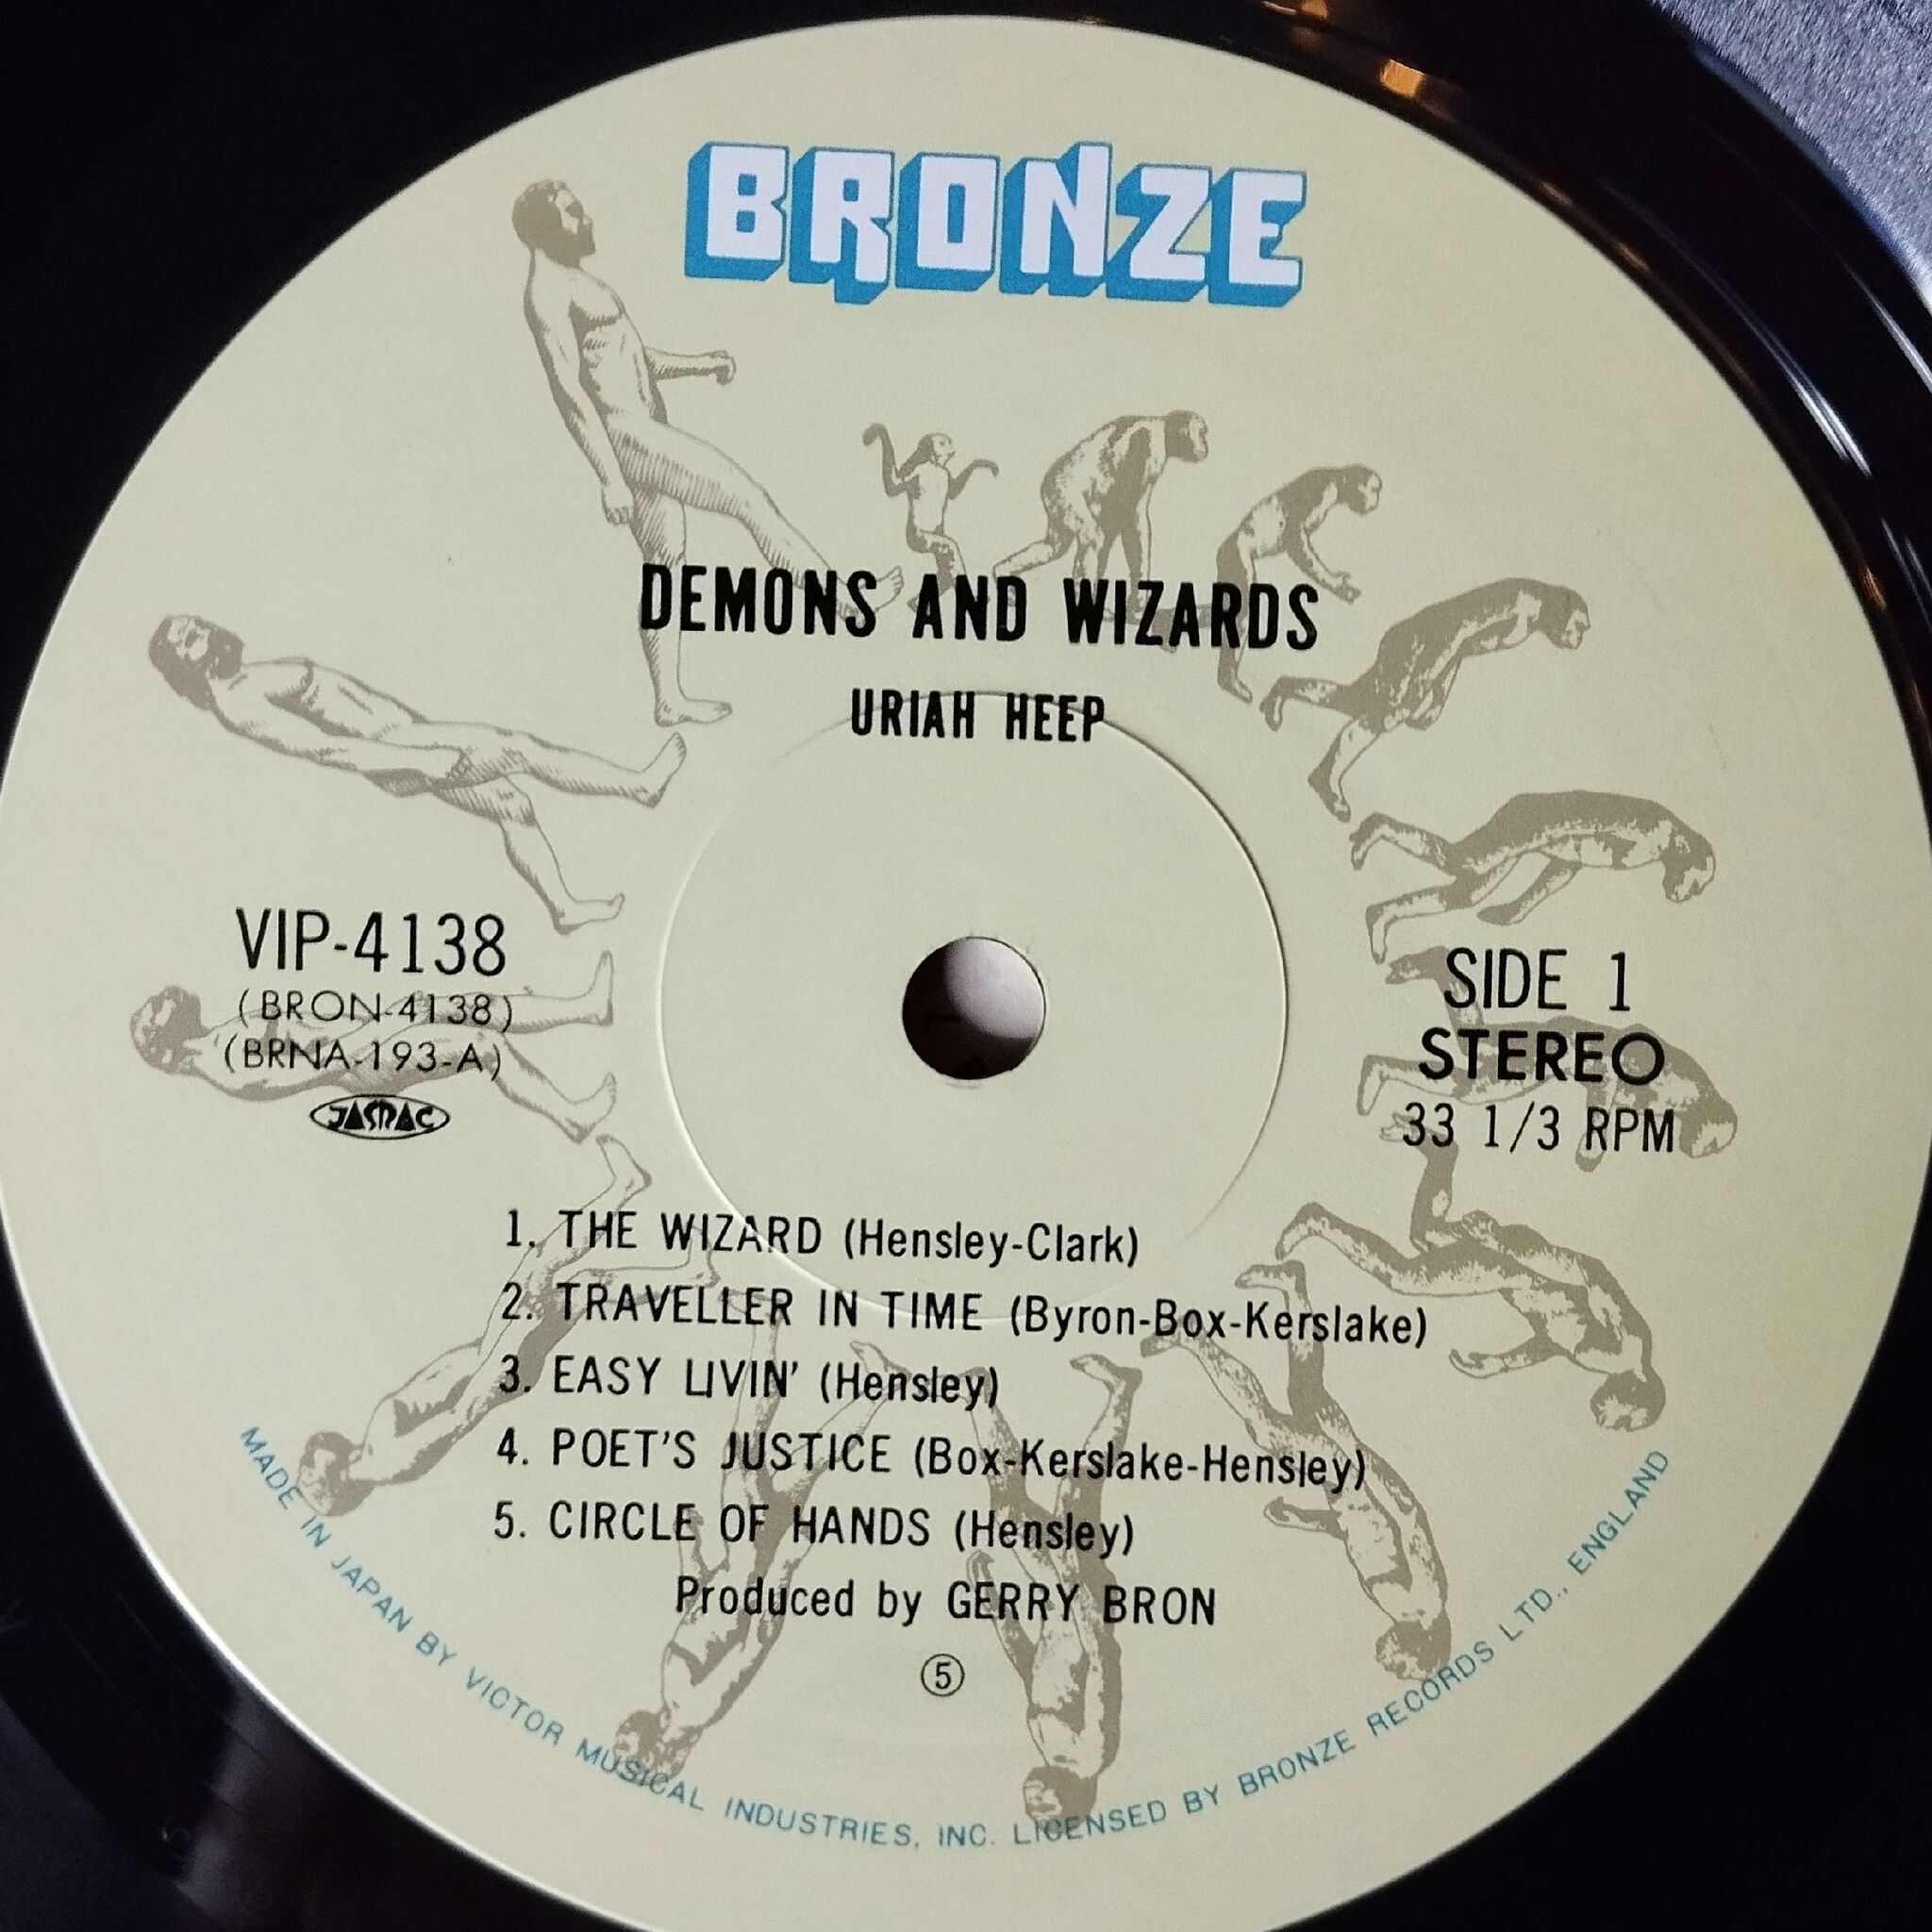 BRONZE
DEMONS AND WIZARDS
URIAH HEEP
VIP-4138
(BRON-4138)
(BRNA-193-A)
JASRAC
SIDE 1
STEREO
33 1/3 RPM
1. THE WIZARD (Hensley-Clark)
2. TRAVELLER IN TIME (Byron-Box-Kerslake)
3. EASY LIVIN' (Hensley)
4. POET'S JUSTICE (Box-Kerslake-Hensley)
5. CIRCLE OF HANDS (Hensley)
Produced by GERRY BRON
⑤
MADE IN JAPAN BY VICTOR MUSICAL INDUSTRIES, INC. LICENSED BY BRONZE RECORDS LTD., ENGLAND